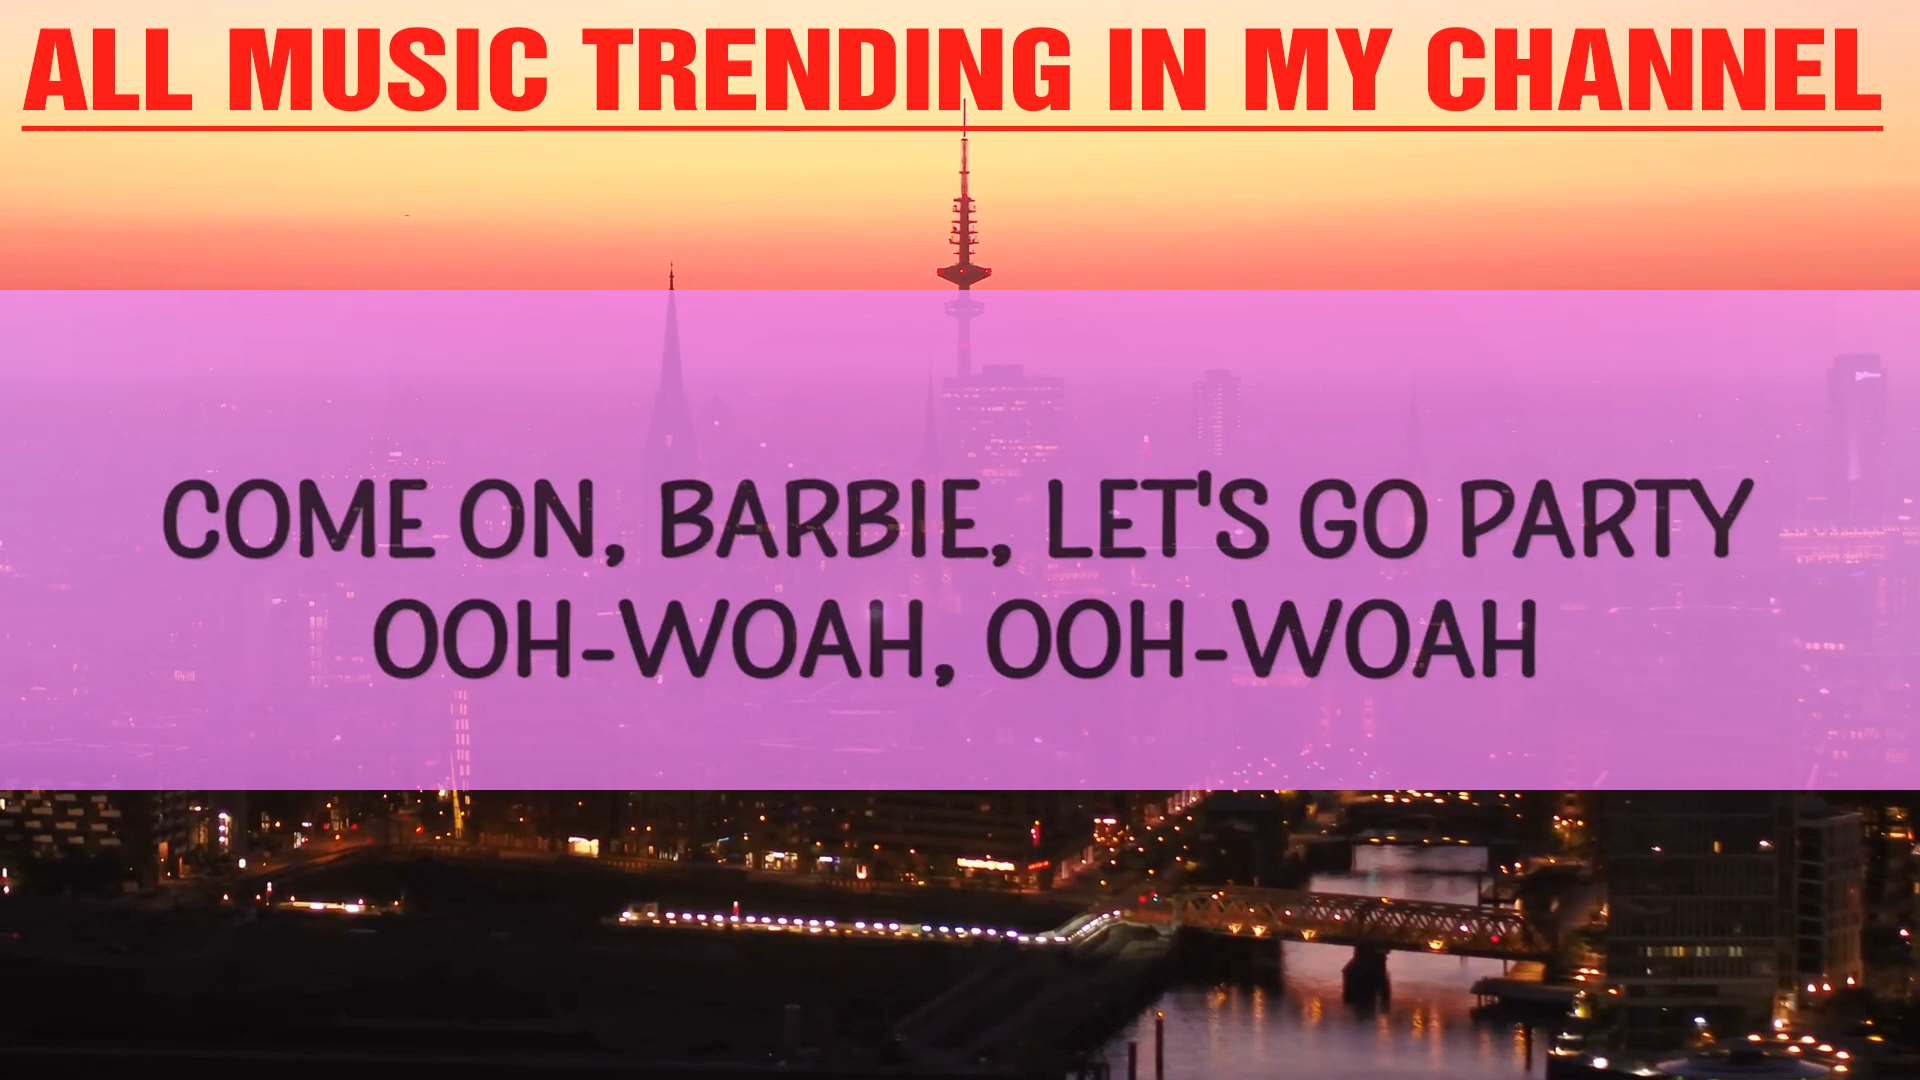 ALL MUSIC TRENDING IN MY CHANNEL
COME ON, BARBIE, LET'S GO PARTY
OOH-WOAH, OOH-WOAH